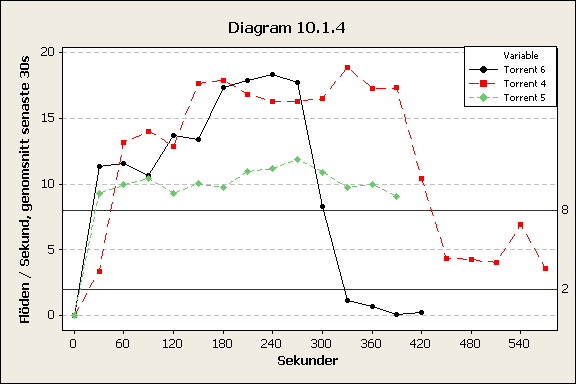 Diagram 10.1.4
Variable
Torrent 6
Torrent 4
Torrent 5
Flöden / Sekund, genomsnitt senaste 30s
20
15
10
5
0
8
2
0 60 120 180 240 300 360 420 480 540
Sekunder